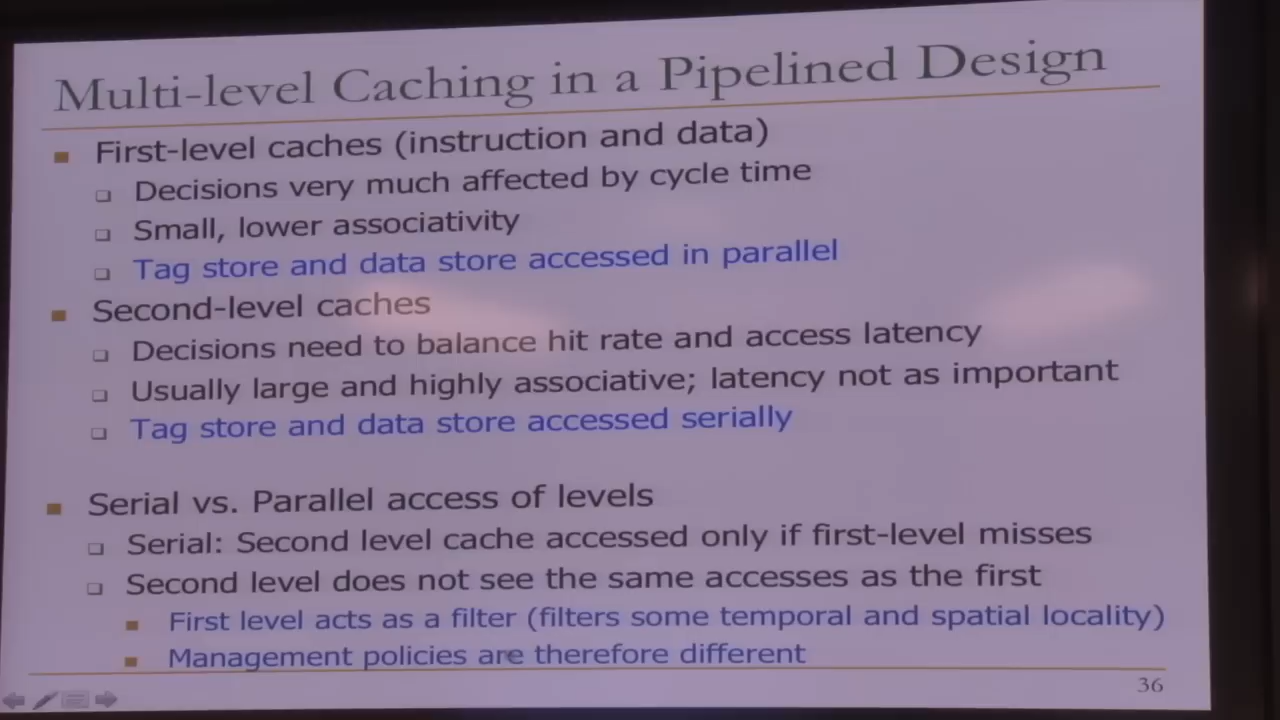 Multi-level Caching in a Pipelined Design
First-level caches (instruction and data)
Decisions very much affected by cycle time
Small, lower associativity
Tag store and data store accessed in parallel
Second-level caches
Decisions need to balance hit rate and access latency
Usually large and highly associative; latency not as important
Tag store and data store accessed serially
Serial vs. Parallel access of levels
Serial: Second level cache accessed only if first-level misses
Second level does not see the same accesses as the first
First level acts as a filter (filters some temporal and spatial locality)
Management policies are therefore different
36